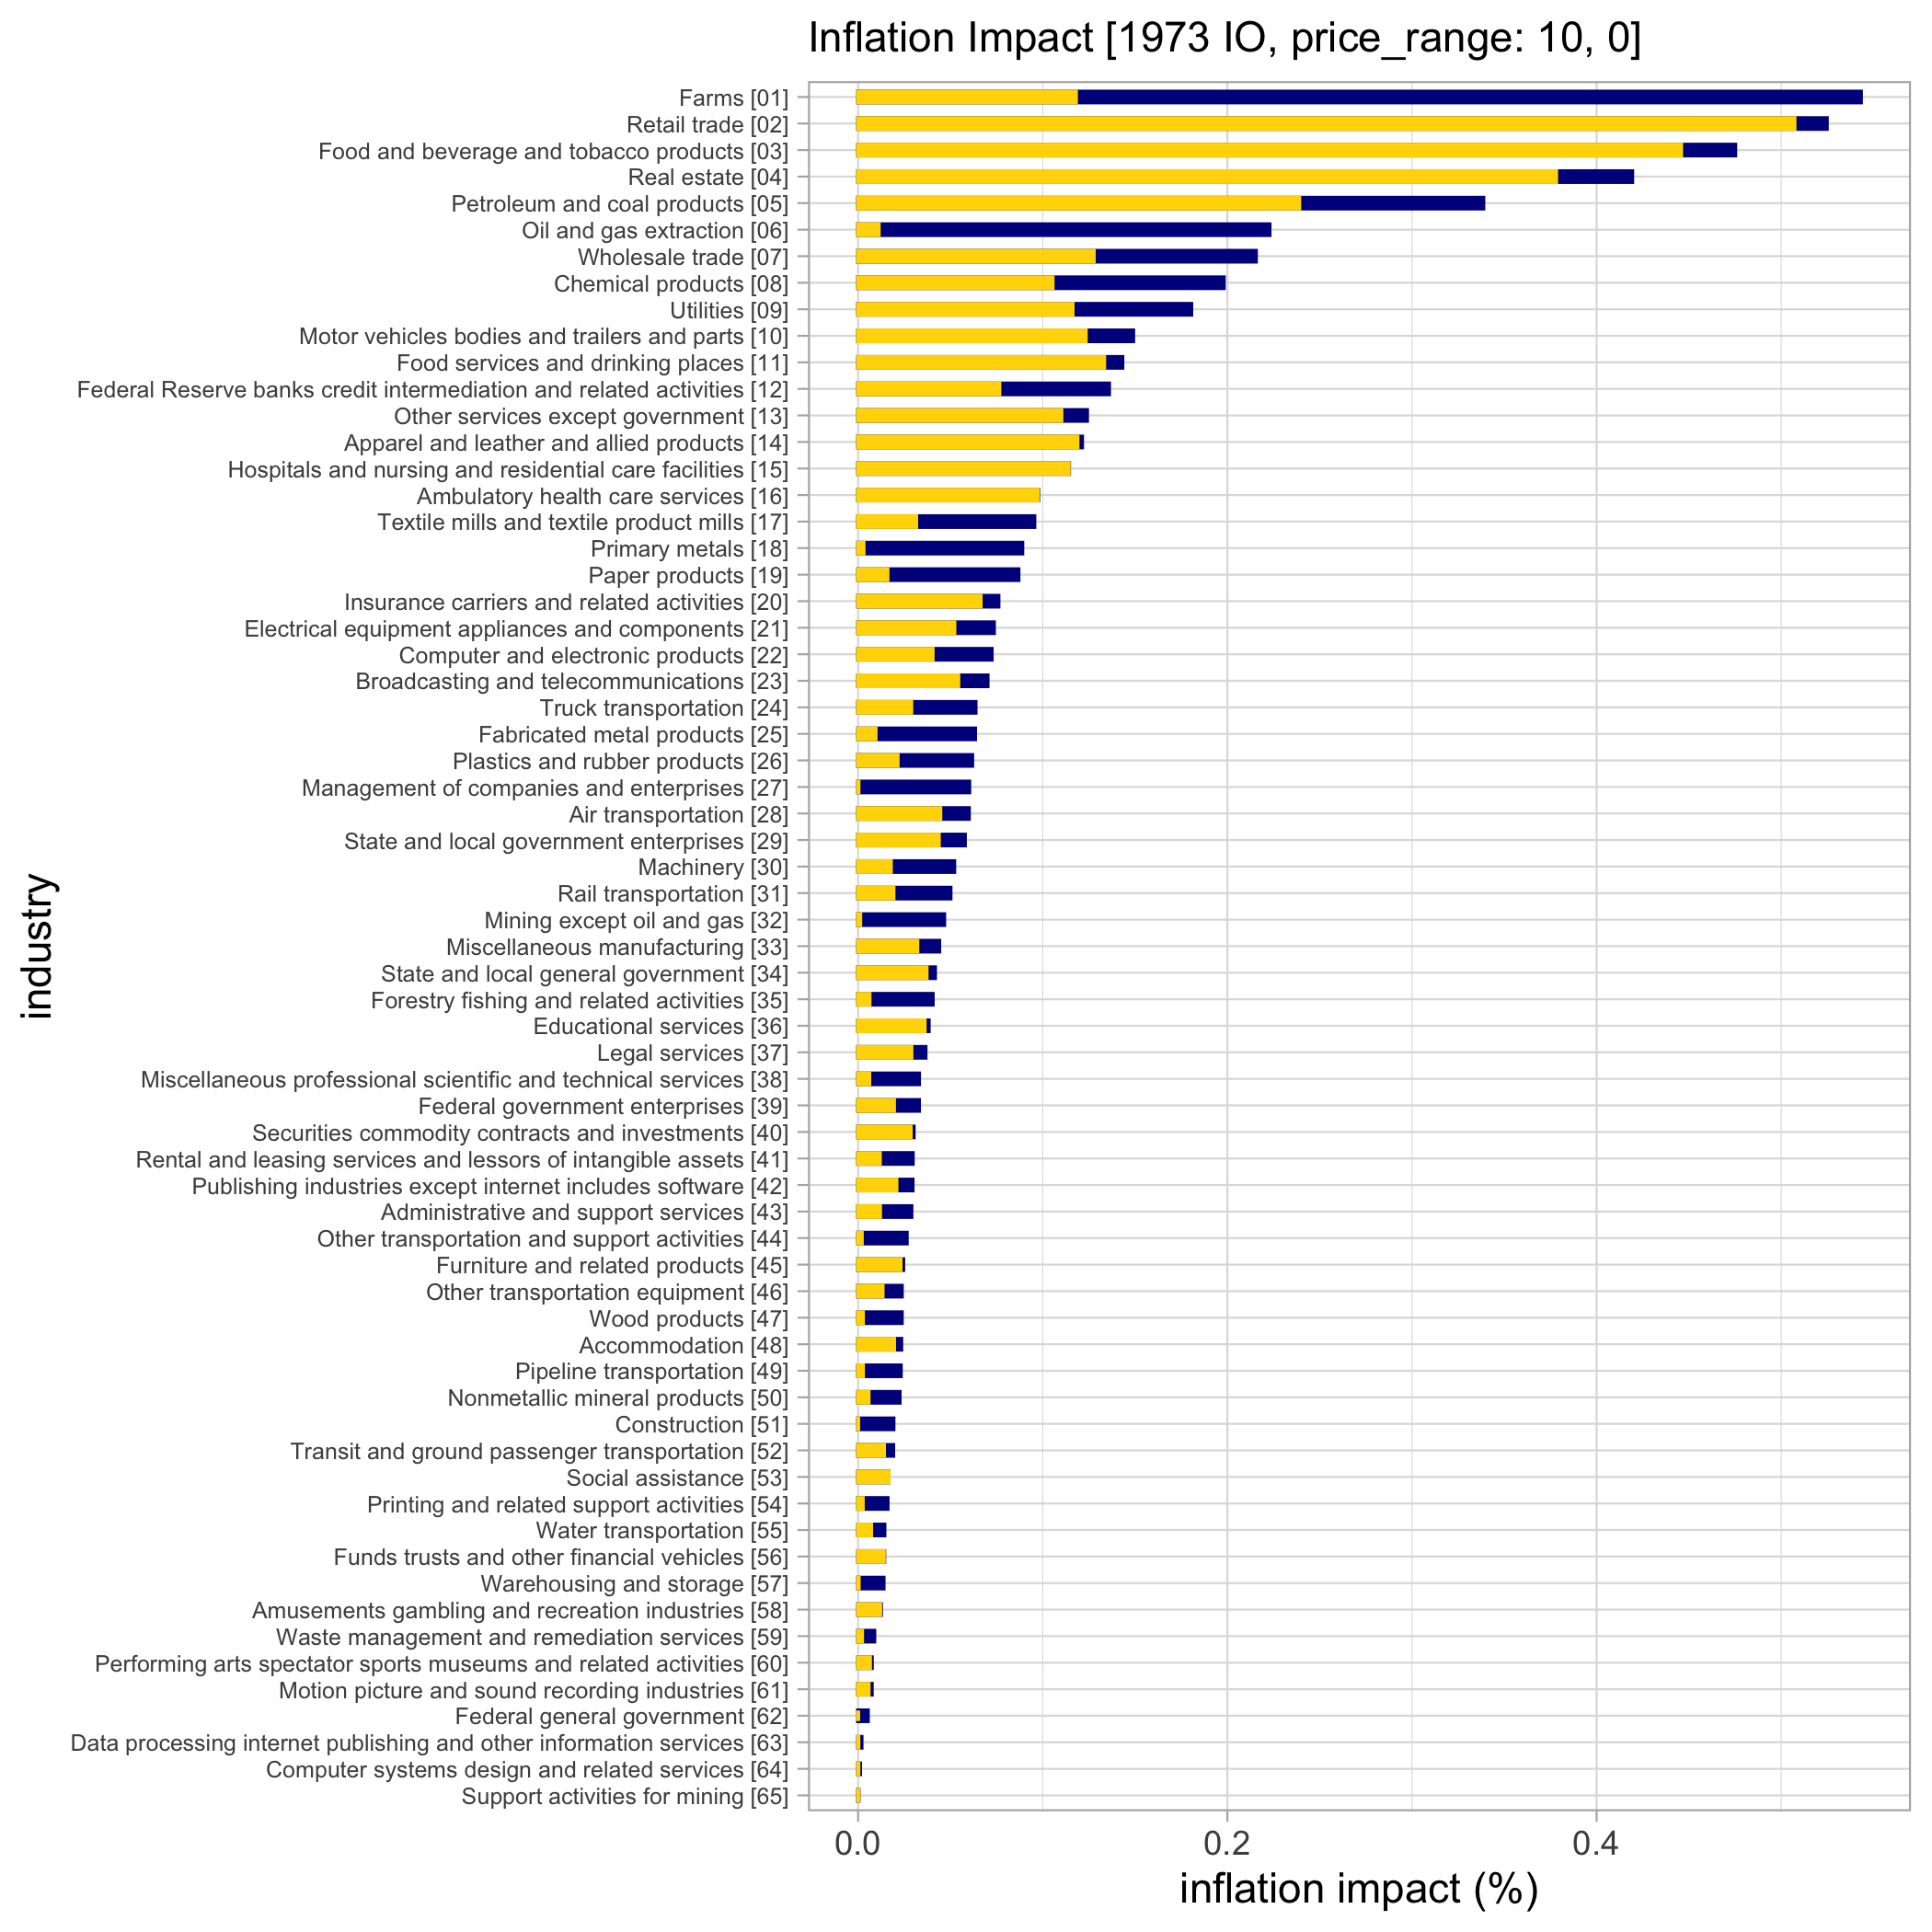 Inflation Impact [1973 IO, price_range: 10, 0]
Farms [01]
Retail trade [02]
Food and beverage and tobacco products [03]
Real estate [04]
Petroleum and coal products [05]
Oil and gas extraction [06]
Wholesale trade [07]
Chemical products [08]
Utilities [09]
Motor vehicles bodies and trailers and parts [10]
Food services and drinking places [11]
Federal Reserve banks credit intermediation and related activities [12]
Other services except government [13]
Apparel and leather and allied products [14]
Hospitals and nursing and residential care facilities [15]
Ambulatory health care services [16]
Textile mills and textile product mills [17]
Primary metals [18]
Paper products [19]
Insurance carriers and related activities [20]
Electrical equipment appliances and components [21]
Computer and electronic products [22]
Broadcasting and telecommunications [23]
Truck transportation [24]
Fabricated metal products [25]
Plastics and rubber products [26]
Management of companies and enterprises [27]
Air transportation [28]
State and local government enterprises [29]
Machinery [30]
Rail transportation [31]
Mining except oil and gas [32]
Miscellaneous manufacturing [33]
State and local general government [34]
Forestry fishing and related activities [35]
Educational services [36]
Legal services [37]
Miscellaneous professional scientific and technical services [38]
Federal government enterprises [39]
Securities commodity contracts and investments [40]
Rental and leasing services and lessors of intangible assets [41]
Publishing industries except internet includes software [42]
Administrative and support services [43]
Other transportation and support activities [44]
Furniture and related products [45]
Other transportation equipment [46]
Wood products [47]
Accommodation [48]
Pipeline transportation [49]
Nonmetallic mineral products [50]
Construction [51]
Transit and ground passenger transportation [52]
Social assistance [53]
Printing and related support activities [54]
Water transportation [55]
Funds trusts and other financial vehicles [56]
Warehousing and storage [57]
Amusements gambling and recreation industries [58]
Waste management and remediation services [59]
Performing arts spectator sports museums and related activities [60]
Motion picture and sound recording industries [61]
Federal general government [62]
Data processing internet publishing and other information services [63]
Computer systems design and related services [64]
Support activities for mining [65]
industry
0.0 0.2 0.4
inflation impact (%)